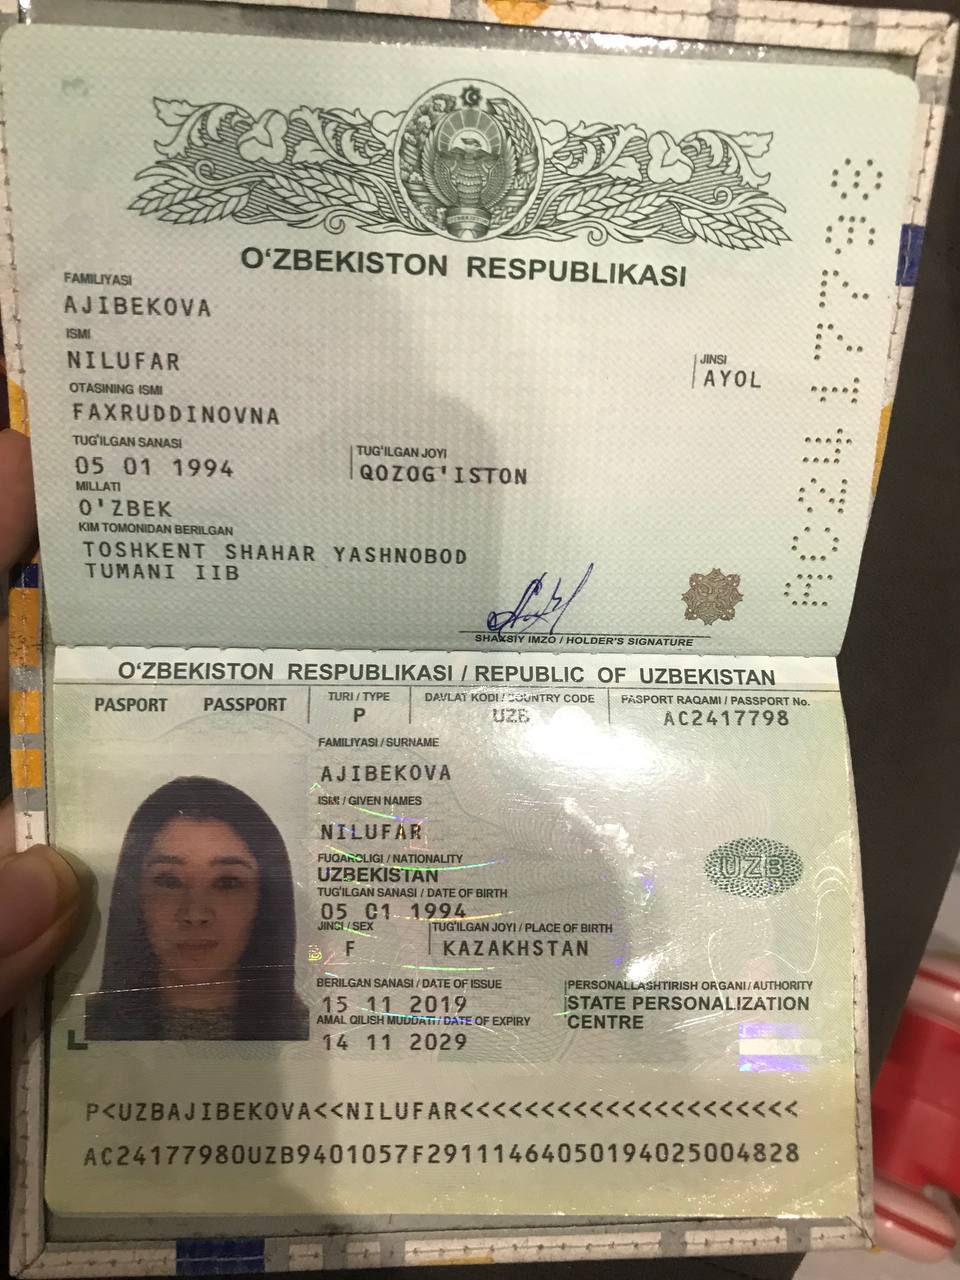 O‘ZBEKISTON RESPUBLIKASI
FAMILIYASI
AJIBEKOVA
ISMI
NILUFAR
JINSI
AYOL
OTASINING ISMI
FAXRUDDINOVNA
TUG‘ILGAN SANASI
05 01 1994
TUG‘ILGAN JOYI
QOZOG'ISTON
MILLATI
O'ZBEK
KIM TOMONIDAN BERILGAN
TOSHKENT SHAHAR YASHNOBOD
TUMANI IIB
SHAXSIY IMZO / HOLDER'S SIGNATURE
AC2417798
O‘ZBEKISTON RESPUBLIKASI / REPUBLIC OF UZBEKISTAN
PASPORT PASSPORT
TURI / TYPE
P
DAVLAT KODI / COUNTRY CODE
UZB
PASPORT RAQAMI / PASSPORT No.
AC2417798
FAMILIYASI / SURNAME
AJIBEKOVA
ISMI / GIVEN NAMES
NILUFAR
FUQAROLIGI / NATIONALITY
UZBEKISTAN
TUG‘ILGAN SANASI / DATE OF BIRTH
05 01 1994
JINSI / SEX
F
TUG‘ILGAN JOYI / PLACE OF BIRTH
KAZAKHSTAN
UZB
BERILGAN SANASI / DATE OF ISSUE
15 11 2019
AMAL QILISH MUDDATI / DATE OF EXPIRY
14 11 2029
PERSONALLASHTIRISH ORGANI / AUTHORITY
STATE PERSONALIZATION
CENTRE
P<UZBAJIBEKOVA<<NILUFAR<<<<<<<<<<<<<<<<<<<<<
AC24177980UZB9401057F29111464050194025004828